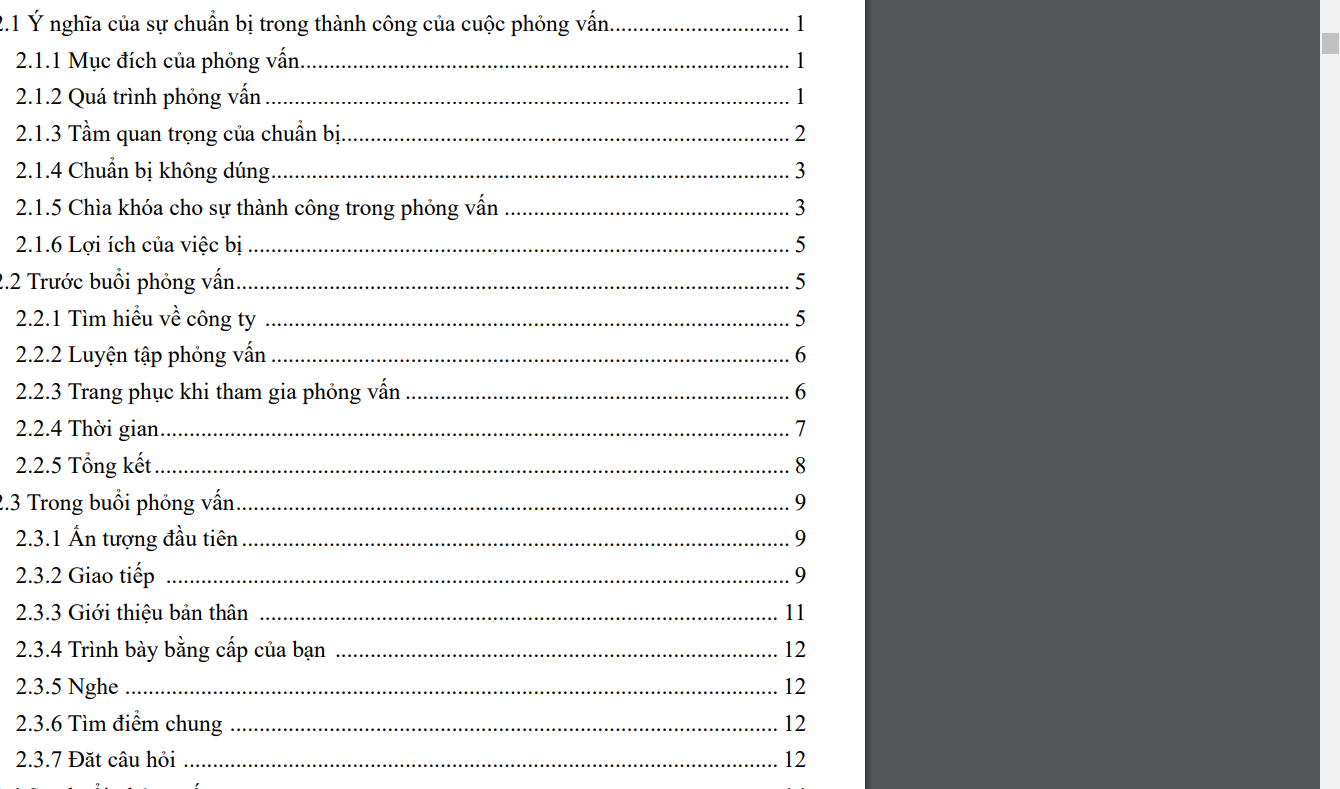 .1 Ý nghĩa của sự chuẩn bị trong thành công của cuộc phỏng vấn............................... 1
2.1.1 Mục đích của phỏng vấn.................................................................................... 1
2.1.2 Quá trình phỏng vấn .......................................................................................... 1
2.1.3 Tầm quan trọng của chuẩn bị............................................................................. 2
2.1.4 Chuẩn bị không dúng......................................................................................... 3
2.1.5 Chìa khóa cho sự thành công trong phỏng vấn ................................................. 3
2.1.6 Lợi ích của việc bị ............................................................................................. 5
.2 Trước buổi phỏng vấn............................................................................................... 5
2.2.1 Tìm hiểu về công ty .......................................................................................... 5
2.2.2 Luyện tập phỏng vấn ......................................................................................... 6
2.2.3 Trang phục khi tham gia phỏng vấn .................................................................. 6
2.2.4 Thời gian............................................................................................................ 7
2.2.5 Tổng kết............................................................................................................. 8
.3 Trong buổi phỏng vấn............................................................................................... 9
2.3.1 Ấn tượng đầu tiên .............................................................................................. 9
2.3.2 Giao tiếp ........................................................................................................... 9
2.3.3 Giới thiệu bản thân ......................................................................................... 11
2.3.4 Trình bày bằng cấp của bạn ............................................................................ 12
2.3.5 Nghe ................................................................................................................ 12
2.3.6 Tìm điểm chung .............................................................................................. 12
2.3.7 Đăt câu hỏi ...................................................................................................... 12